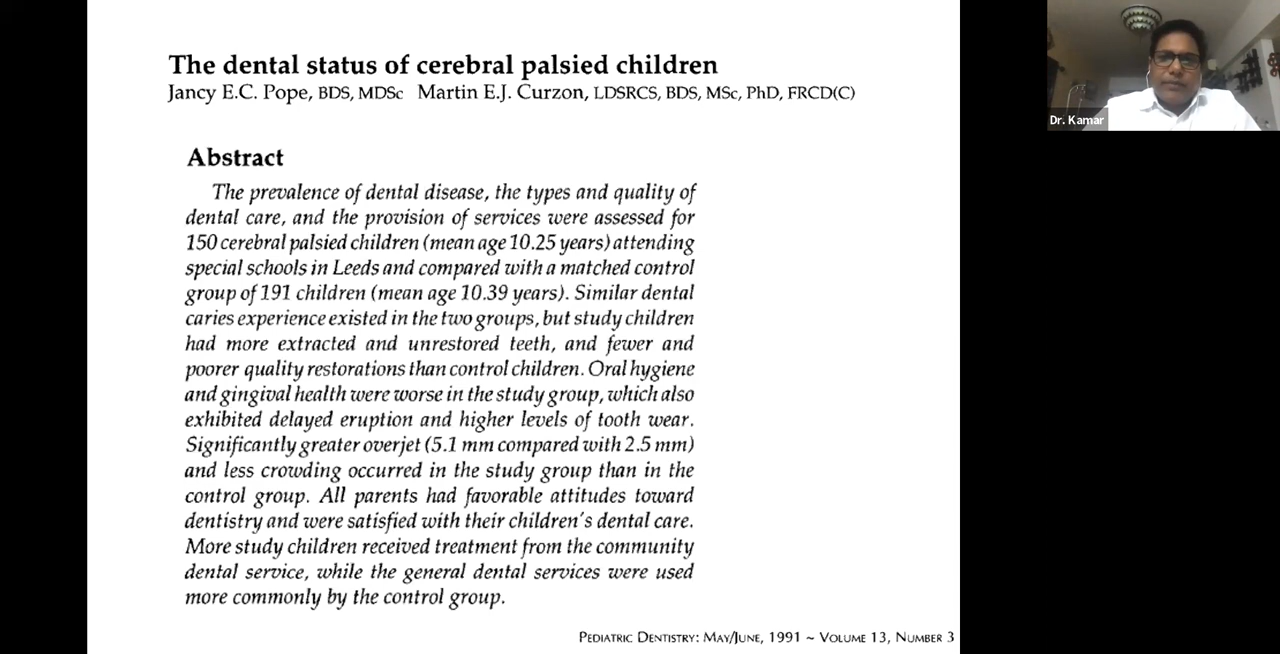 The dental status of cerebral palsied children
Jancy E.C. Pope, BDS, MDSc Martin E.J. Curzon, LDSRCS, BDS, MSc, PhD, FRCD(C)
Abstract
The prevalence of dental disease, the types and quality of
dental care, and the provision of services were assessed for
150 cerebral palsied children (mean age 10.25 years) attending
special schools in Leeds and compared with a matched control
group of 191 children (mean age 10.39 years). Similar dental
caries experience existed in the two groups, but study children
had more extracted and unrestored teeth, and fewer and
poorer quality restorations than control children. Oral hygiene
and gingival health were worse in the study group, which also
exhibited delayed eruption and higher levels of tooth wear.
Significantly greater overjet (5.1 mm compared with 2.5 mm)
and less crowding occurred in the study group than in the
control group. All parents had favorable attitudes toward
dentistry and were satisfied with their children's dental care.
More study children received treatment from the community
dental service, while the general dental services were used
more commonly by the control group.
PEDIATRIC DENTISTRY: MAY/JUNE, 1991 ~ VOLUME 13, NUMBER 3
Dr. Kamar